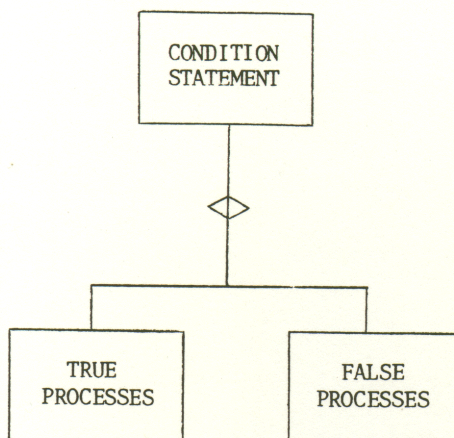 CONDITION
STATEMENT
TRUE
PROCESSES
FALSE
PROCESSES